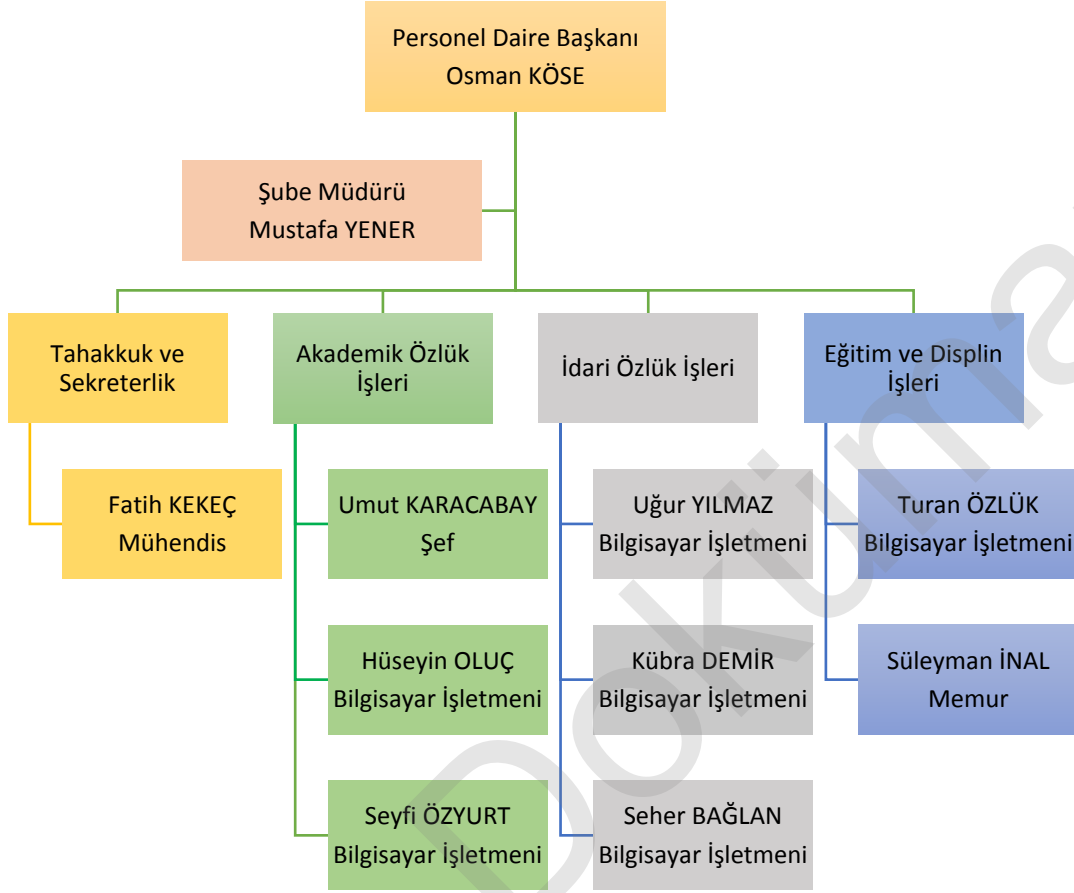 Personel Daire Başkanı
Osman KÖSE
Şube Müdürü
Mustafa YENER
Tahakkuk ve
Sekreterlik
Fatih KEKEÇ
Mühendis
Akademik Özlük
İşleri
Umut KARACABAY
Şef
Hüseyin OLUÇ
Bilgisayar İşletmeni
Seyfi ÖZYURT
Bilgisayar İşletmeni
İdari Özlük İşleri
Uğur YILMAZ
Bilgisayar İşletmeni
Kübra DEMİR
Bilgisayar İşletmeni
Seher BAĞLAN
Bilgisayar İşletmeni
Eğitim ve Displin
İşleri
Turan ÖZLÜK
Bilgisayar İşletmeni
Süleyman İNAL
Memur